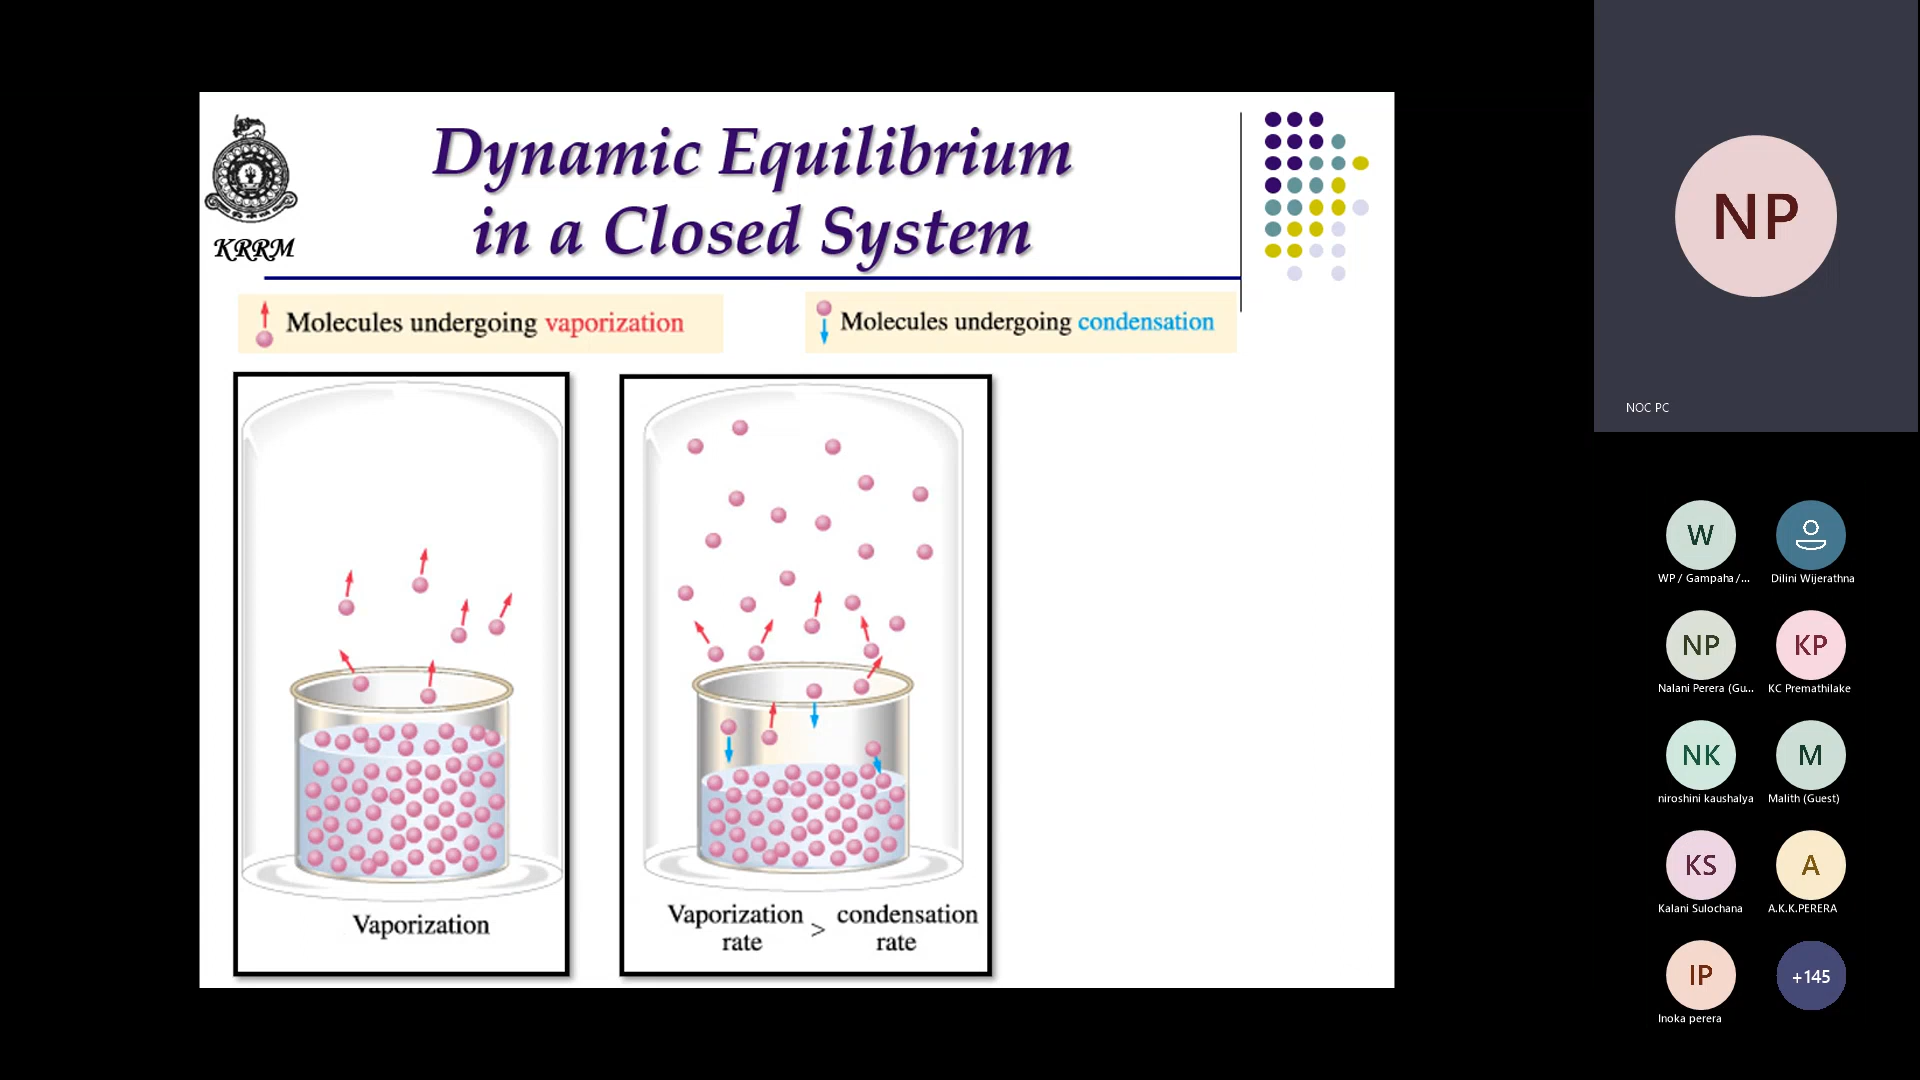 Dynamic Equilibrium
in a Closed System
KRRM
Molecules undergoing vaporization
Molecules undergoing condensation
Vaporization
Vaporization rate > condensation rate
NP
NOC PC
W
WP / Gampaha /...
Dilini Wijerathna
NP
Nalani Perera (Gu...
KP
KC Premathilake
NK
niroshini kaushalya
M
Malith (Guest)
KS
Kalani Sulochana
A
A.K.K.PERERA
IP
Inoka perera
+145